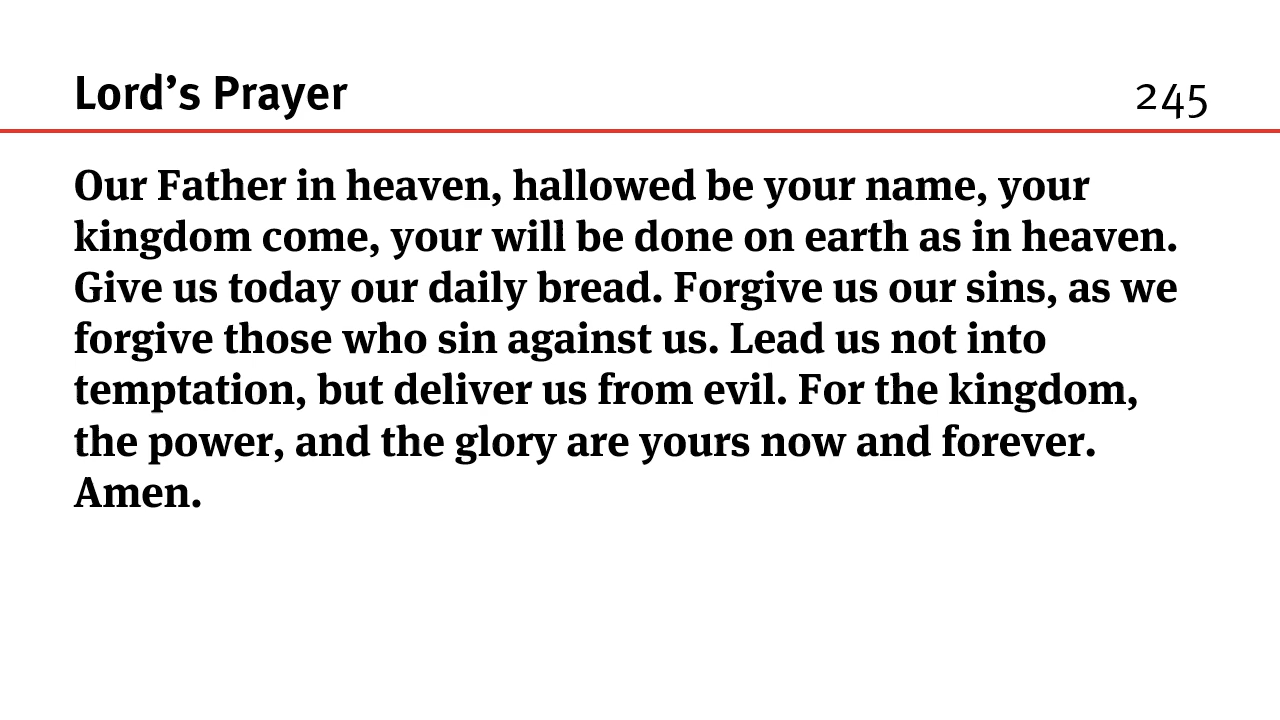 Lord’s Prayer 245
Our Father in heaven, hallowed be your name, your
kingdom come, your will be done on earth as in heaven.
Give us today our daily bread. Forgive us our sins, as we
forgive those who sin against us. Lead us not into
temptation, but deliver us from evil. For the kingdom,
the power, and the glory are yours now and forever.
Amen.